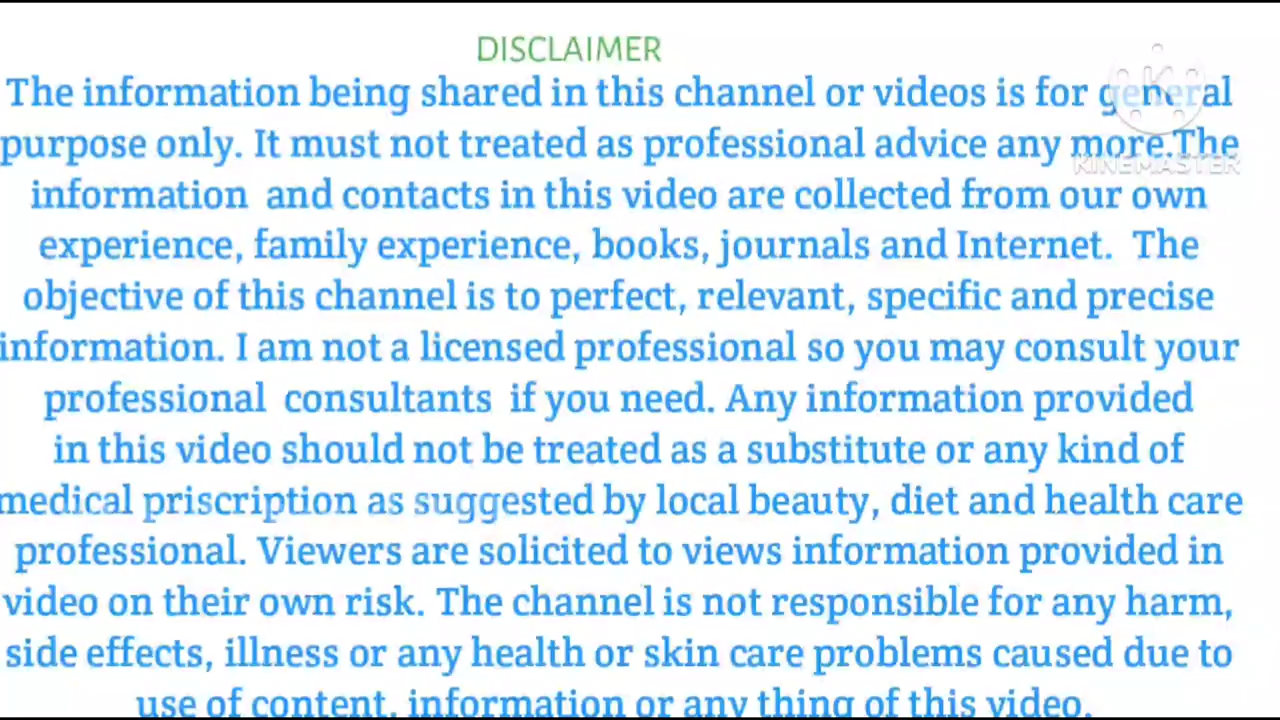 DISCLAIMER
The information being shared in this channel or videos is for general
purpose only. It must not treated as professional advice any more.The
KINEMASTER
information and contacts in this video are collected from our own
experience, family experience, books, journals and Internet. The
objective of this channel is to perfect, relevant, specific and precise
information. I am not a licensed professional so you may consult your
professional consultants if you need. Any information provided
in this video should not be treated as a substitute or any kind of
medical priscription as suggested by local beauty, diet and health care
professional. Viewers are solicited to views information provided in
video on their own risk. The channel is not responsible for any harm,
side effects, illness or any health or skin care problems caused due to
use of content, information or any thing of this video.